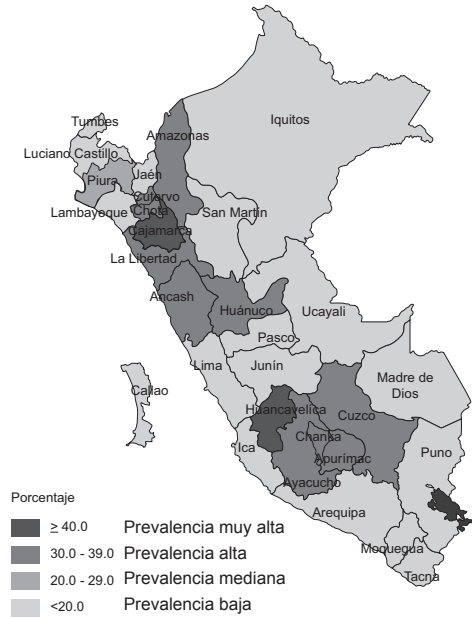 Tumbes
Iquitos
Amazonas
Luciano Castillo
Piura
Jaén
Cutervo
Chota
Lambayeque
San Martín
Cajamarca
La Libertad
Ancash
Huánuco
Ucayali
Pasco
Lima
Junín
Callao
Madre de
Dios
Huancavelica
Cuzco
Ica
Chanka
Apurímac
Puno
Ayacucho
Arequipa
Moquegua
Tacna
Porcentaje
≥ 40.0 Prevalencia muy alta
30.0 - 39.0 Prevalencia alta
20.0 - 29.0 Prevalencia mediana
<20.0 Prevalencia baja